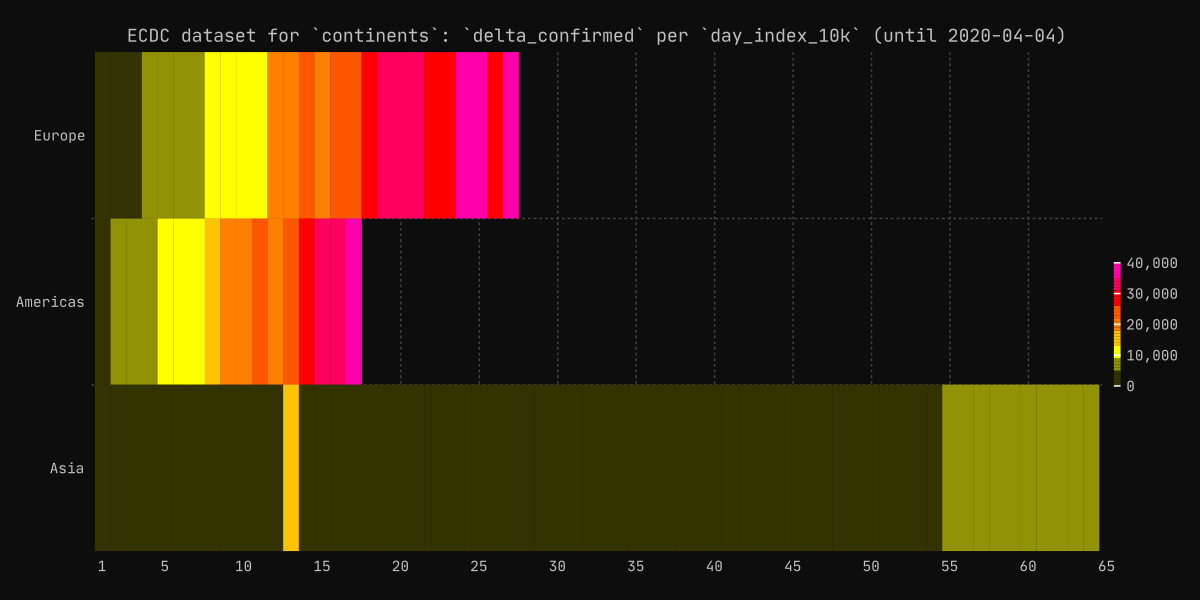 ECDC dataset for `continents`: `delta_confirmed` per `day_index_10k` (until 2020-04-04)
Europe
Americas
Asia
40,000
30,000
20,000
10,000
0
1 5 10 15 20 25 30 35 40 45 50 55 60 65